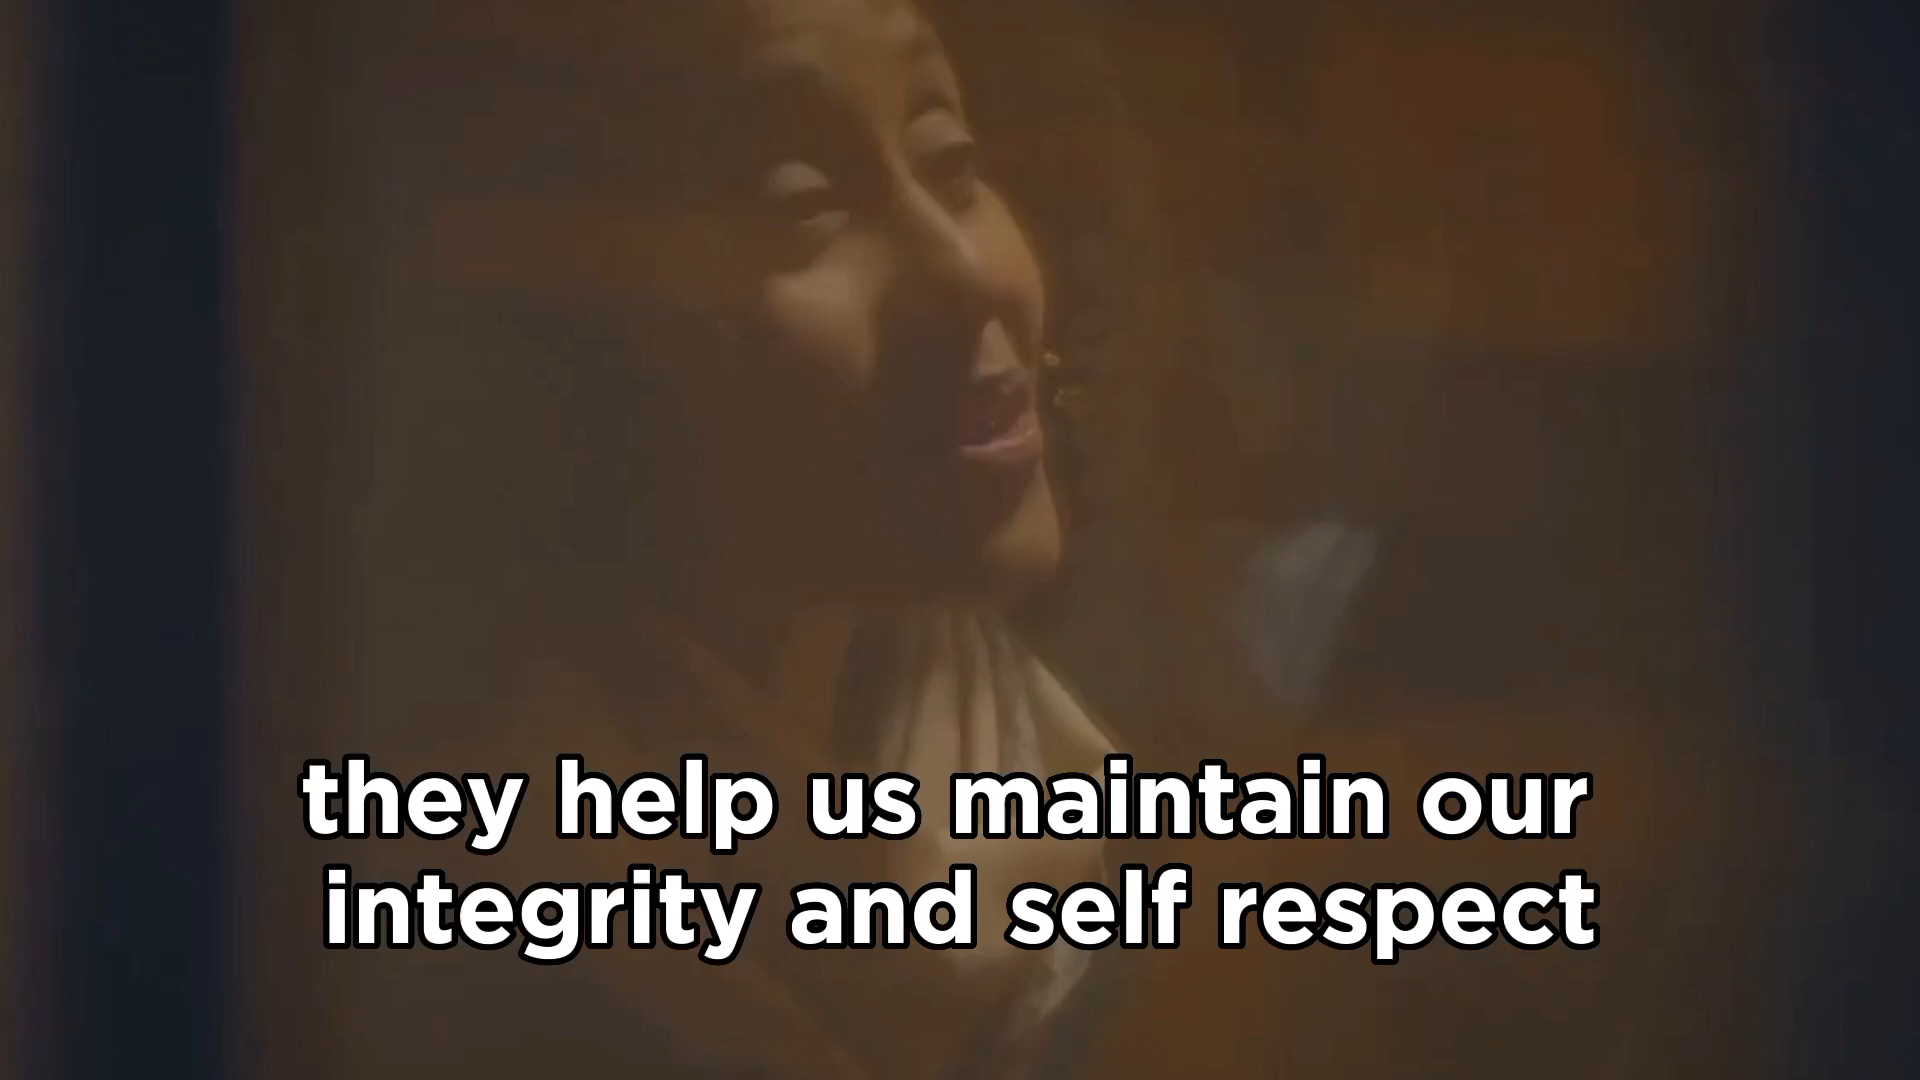 they help us maintain our
integrity and self respect